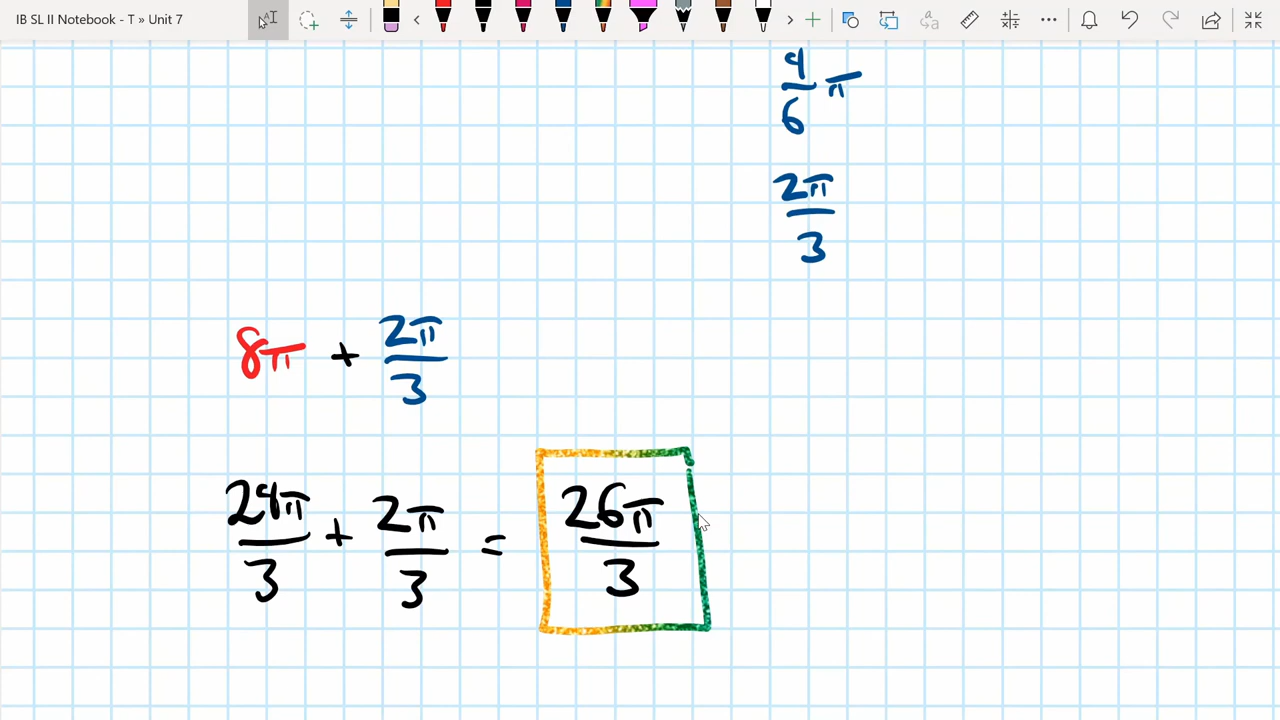 IB SL II Notebook - T » Unit 7
4/6 π
2π/3
8π + 2π/3
24π/3 + 2π/3 = 26π/3